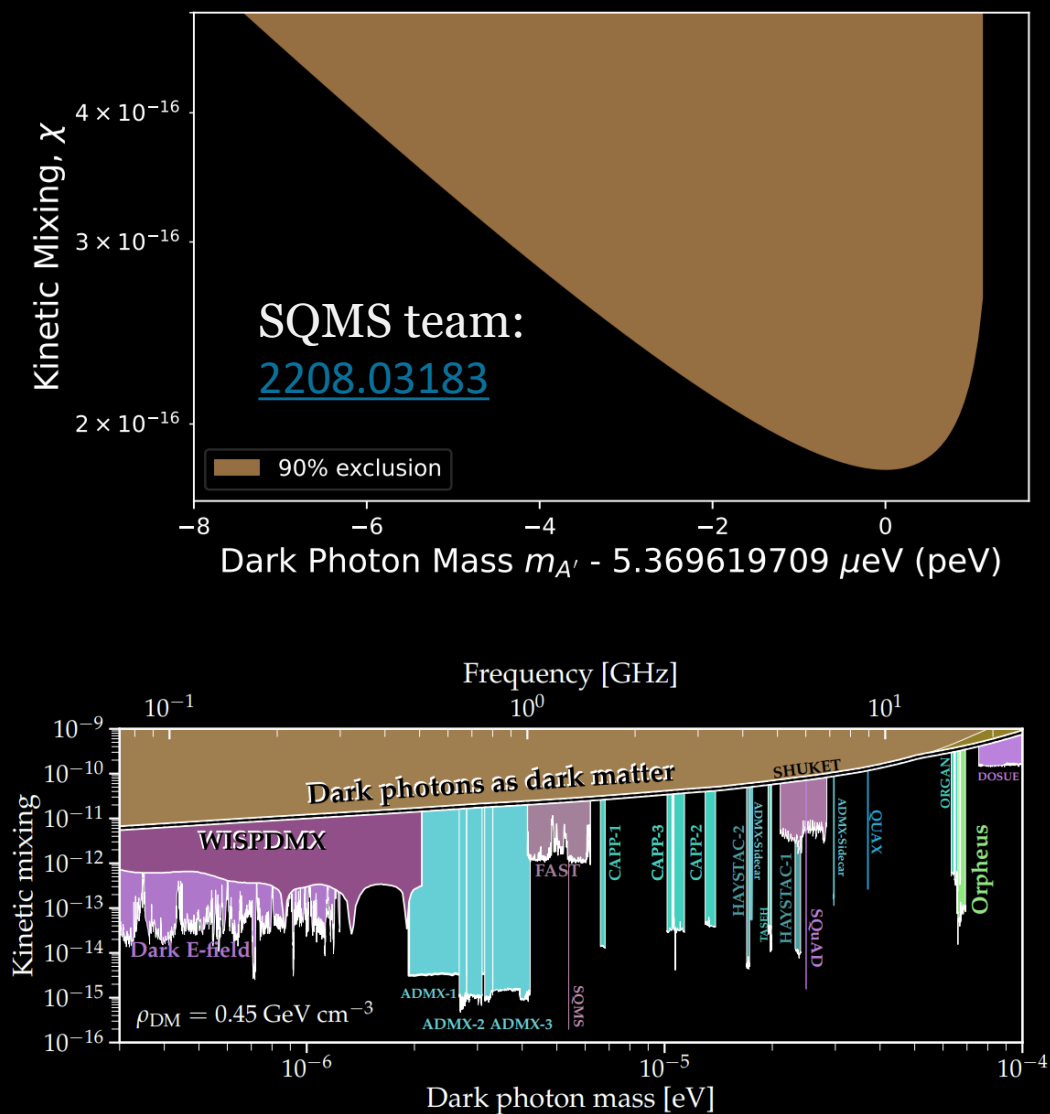 4 × 10⁻¹⁶
3 × 10⁻¹⁶
2 × 10⁻¹⁶
Kinetic Mixing, χ
SQMS team:
2208.03183
90% exclusion
−8 −6 −4 −2 0
Dark Photon Mass m_A′ - 5.369619709 μeV (peV)
Frequency [GHz]
10⁻¹ 10⁰ 10¹
10⁻⁹
10⁻¹⁰
10⁻¹¹
10⁻¹²
10⁻¹³
10⁻¹⁴
10⁻¹⁵
10⁻¹⁶
Kinetic mixing
Dark photons as dark matter
WISPDMX
Dark E-field
ADMX-1
ADMX-2
ADMX-3
FAST
SQMS
CAPP-1
CAPP-3
CAPP-2
HAYSTAC-2
ADMX-Sidecar
TASEH
HAYSTAC-1
SHUKET
SQuAD
ADMX-Sidecar
QUAX
ORGAN
Orpheus
DOSUE
ρ_DM = 0.45 GeV cm⁻³
10⁻⁶ 10⁻⁵ 10⁻⁴
Dark photon mass [eV]